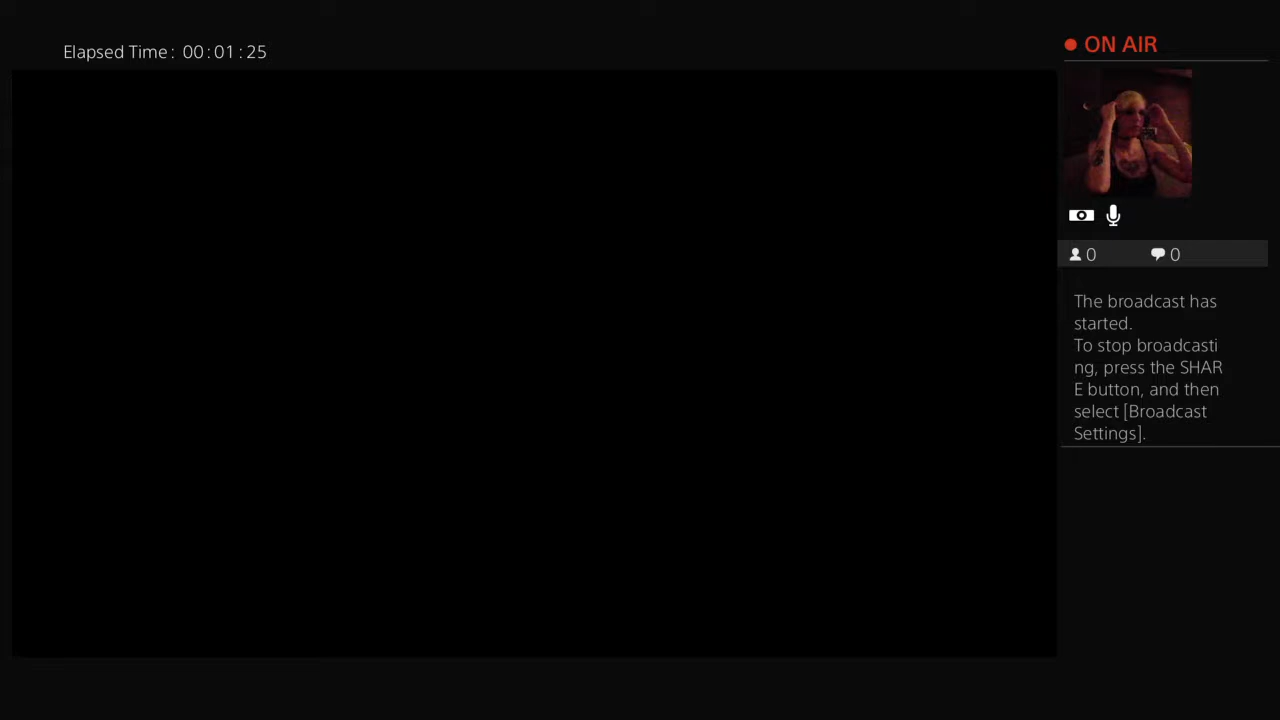 Elapsed Time: 00:01:25
ON AIR
0 0
The broadcast has
started.
To stop broadcasti
ng, press the SHAR
E button, and then
select [Broadcast
Settings].